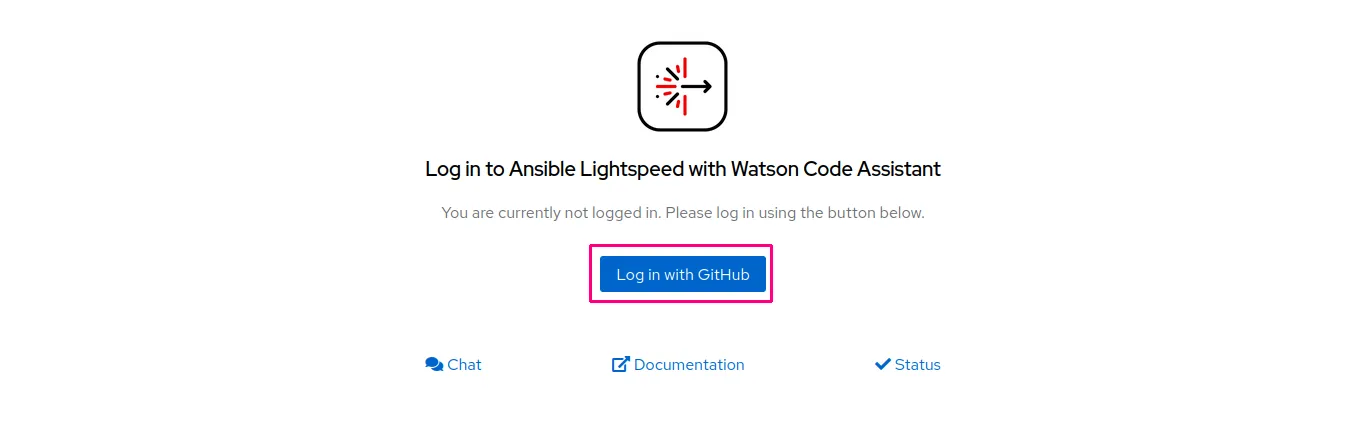 Log in to Ansible Lightspeed with Watson Code Assistant
You are currently not logged in. Please log in using the button below.
Log in with GitHub
Chat
Documentation
Status